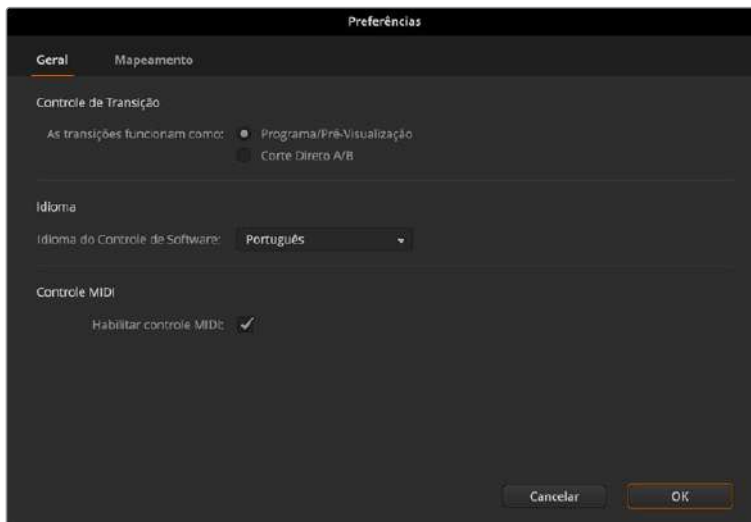 Preferências
Geral Mapeamento
Controle de Transição
As transições funcionam como: Programa/Pré-Visualização
Corte Direto A/B
Idioma
Idioma do Controle de Software: Português
Controle MIDI
Habilitar controle MIDI:
Cancelar OK